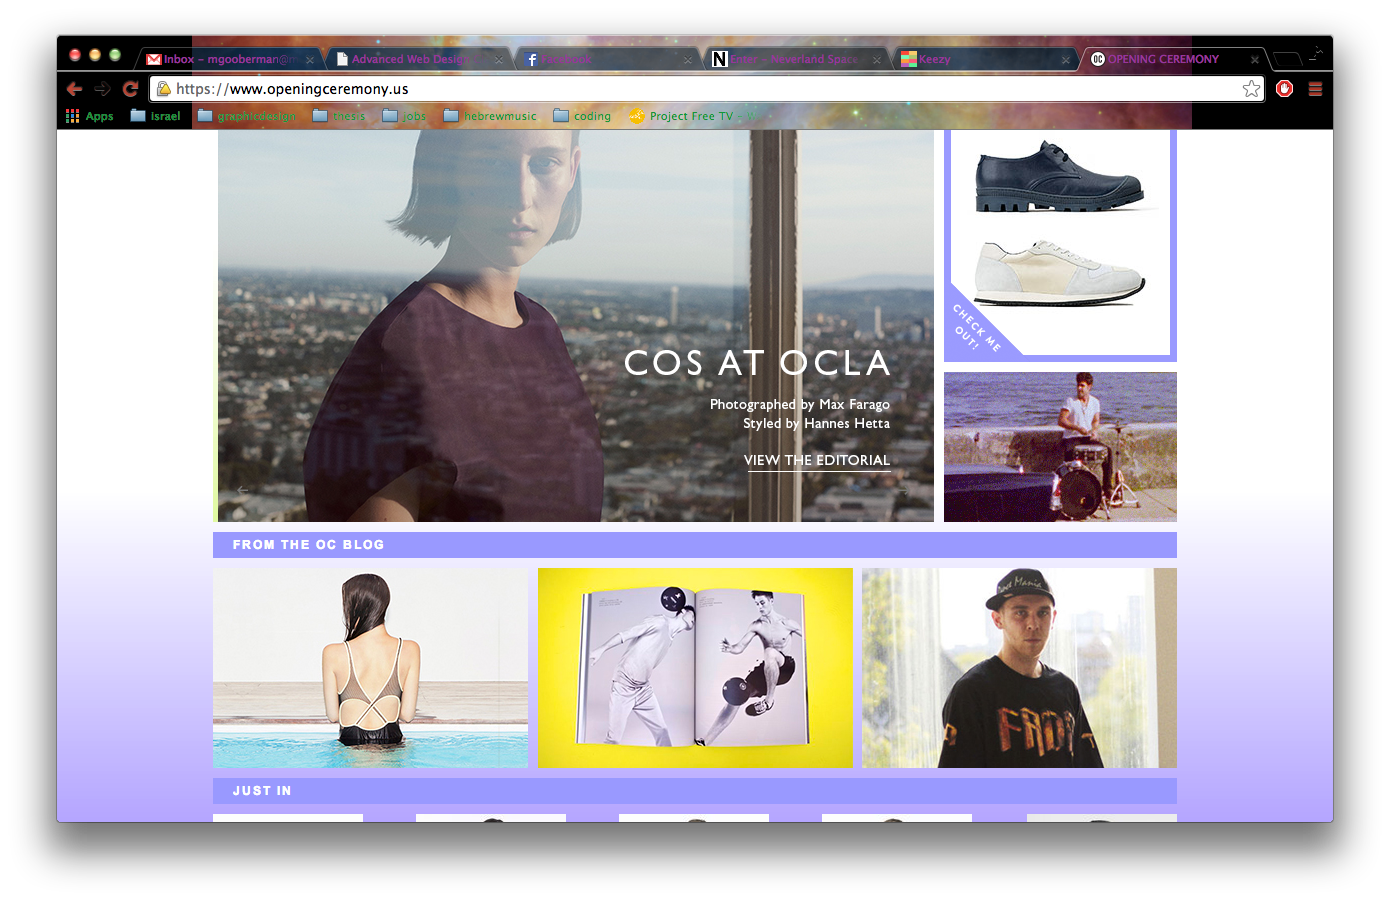 Inbox – mgooberman@
Advanced Web Design
Facebook
Enter - Neverland Space
Keezy
OC OPENING CEREMONY
https://www.openingceremony.us
Apps
Israel
graphicdesign
thesis
jobs
hebrewmusic
coding
Project Free TV
CHECK ME
OUT!
COS AT OCLA
Photographed by Max Farago
Styled by Hannes Hetta
VIEW THE EDITORIAL
FROM THE OC BLOG
JUST IN